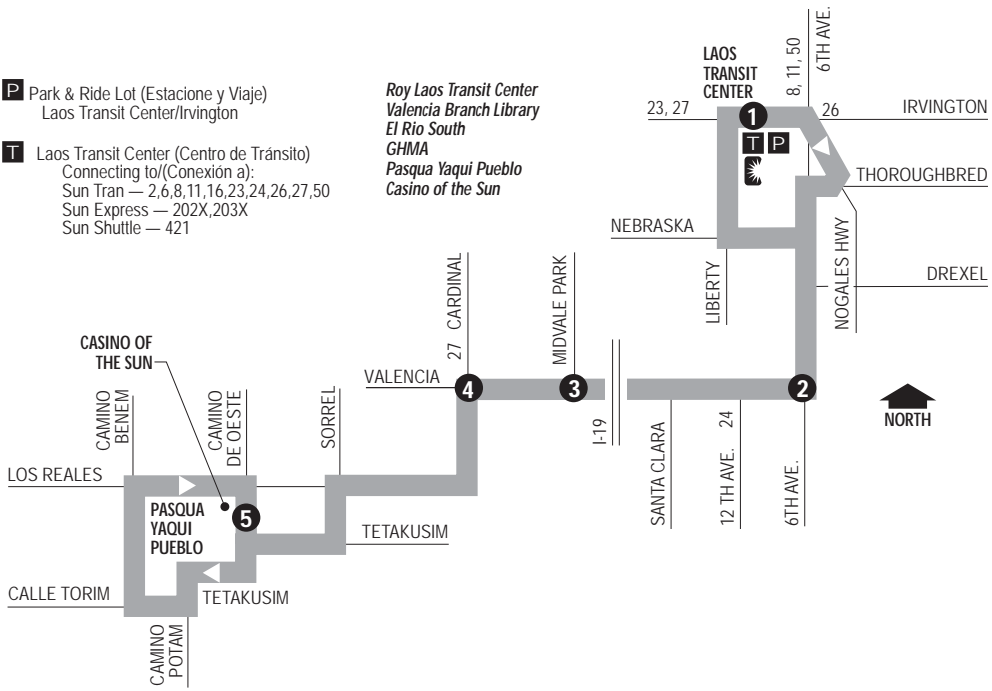 P Park & Ride Lot (Estacione y Viaje)
Laos Transit Center/Irvington
T Laos Transit Center (Centro de Tránsito)
Connecting to/(Conexión a):
Sun Tran — 2,6,8,11,16,23,24,26,27,50
Sun Express — 202X,203X
Sun Shuttle — 421
Roy Laos Transit Center
Valencia Branch Library
El Rio South
GHMA
Pasqua Yaqui Pueblo
Casino of the Sun
LAOS
TRANSIT
CENTER
8, 11, 50
6TH AVE.
23, 27
1
26
IRVINGTON
T P
THOROUGHBRED
NEBRASKA
LIBERTY
NOGALES HWY
DREXEL
27 CARDINAL
MIDVALE PARK
VALENCIA
4
3
2
I-19
SANTA CLARA
12 TH AVE. 24
6TH AVE.
NORTH
CASINO OF
THE SUN
CAMINO
BENEM
CAMINO
DE OESTE
SORREL
LOS REALES
PASQUA
YAQUI
PUEBLO
5
TETAKUSIM
CALLE TORIM
TETAKUSIM
CAMINO
POTAM